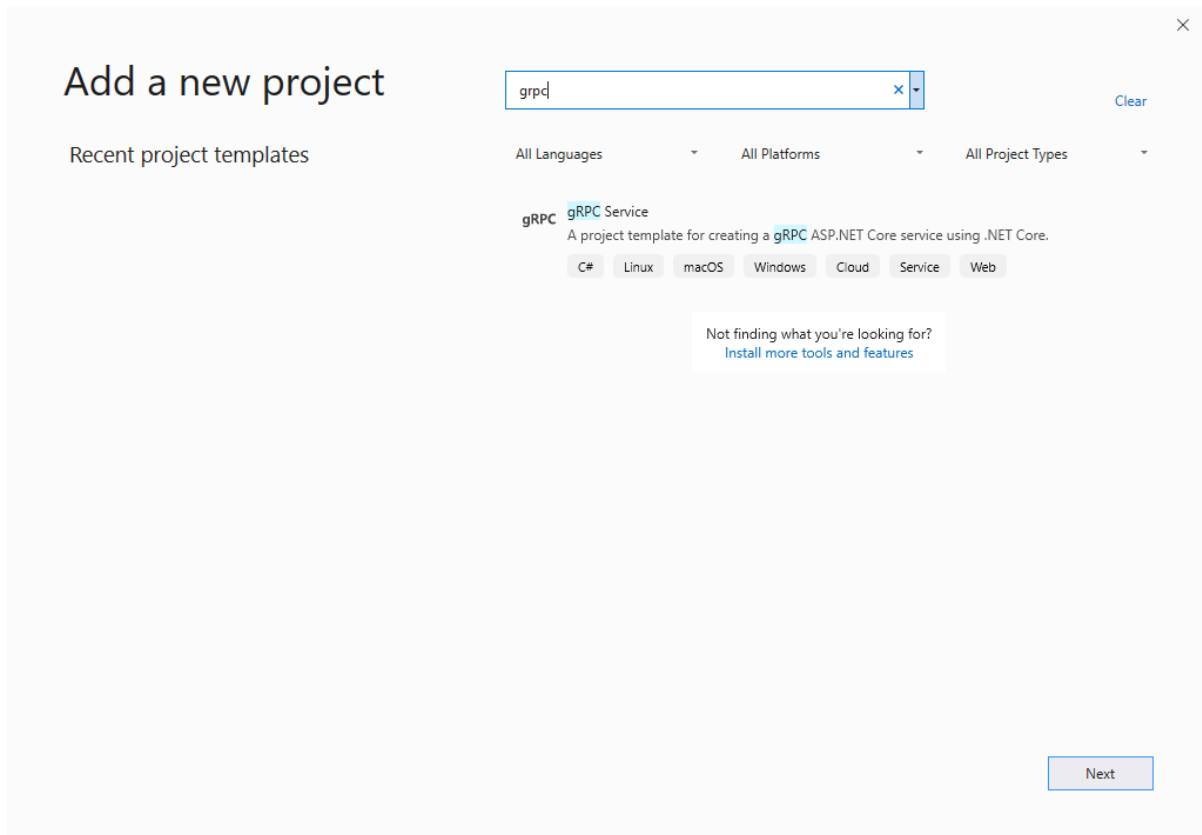 Add a new project
grpc
Clear
Recent project templates
All Languages
All Platforms
All Project Types
gRPC
gRPC Service
A project template for creating a gRPC ASP.NET Core service using .NET Core.
C# Linux macOS Windows Cloud Service Web
Not finding what you're looking for?
Install more tools and features
Next